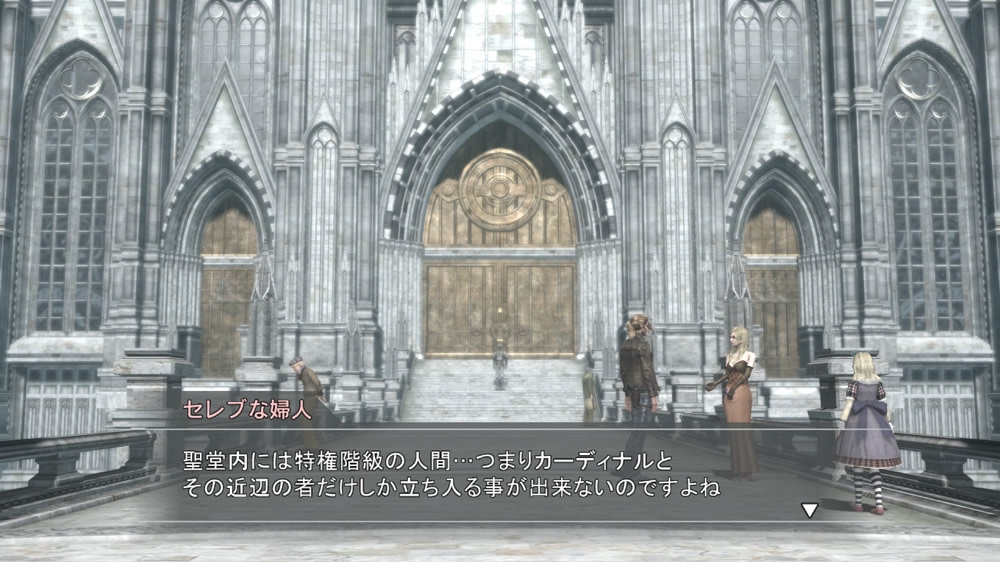 セレブな婦人
聖堂内には特権階級の人間…つまりカーディナルと
その近辺の者だけしか立ち入る事が出来ないのですよね